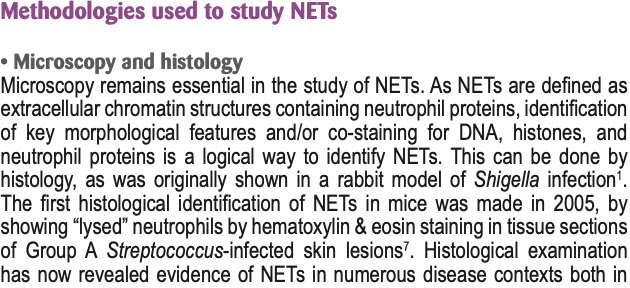 Methodologies used to study NETs
• Microscopy and histology
Microscopy remains essential in the study of NETs. As NETs are defined as
extracellular chromatin structures containing neutrophil proteins, identification
of key morphological features and/or co-staining for DNA, histones, and
neutrophil proteins is a logical way to identify NETs. This can be done by
histology, as was originally shown in a rabbit model of Shigella infection¹.
The first histological identification of NETs in mice was made in 2005, by
showing “lysed” neutrophils by hematoxylin & eosin staining in tissue sections
of Group A Streptococcus-infected skin lesions⁷. Histological examination
has now revealed evidence of NETs in numerous disease contexts both in